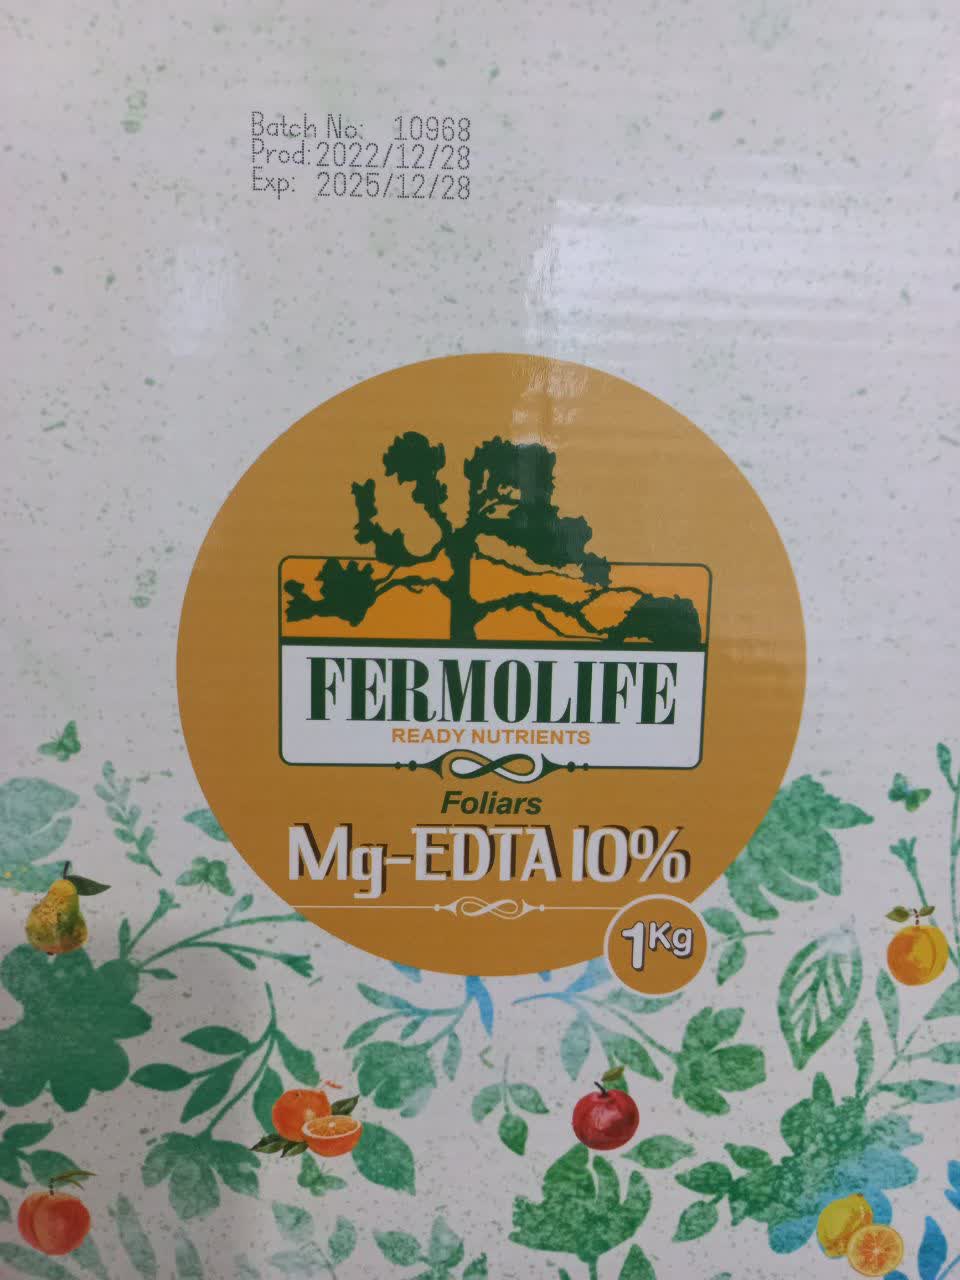 Batch No: 10968
Prod: 2022/12/28
Exp: 2025/12/28
FERMOLIFE
READY NUTRIENTS
Foliars
Mg-EDTA 10%
1Kg